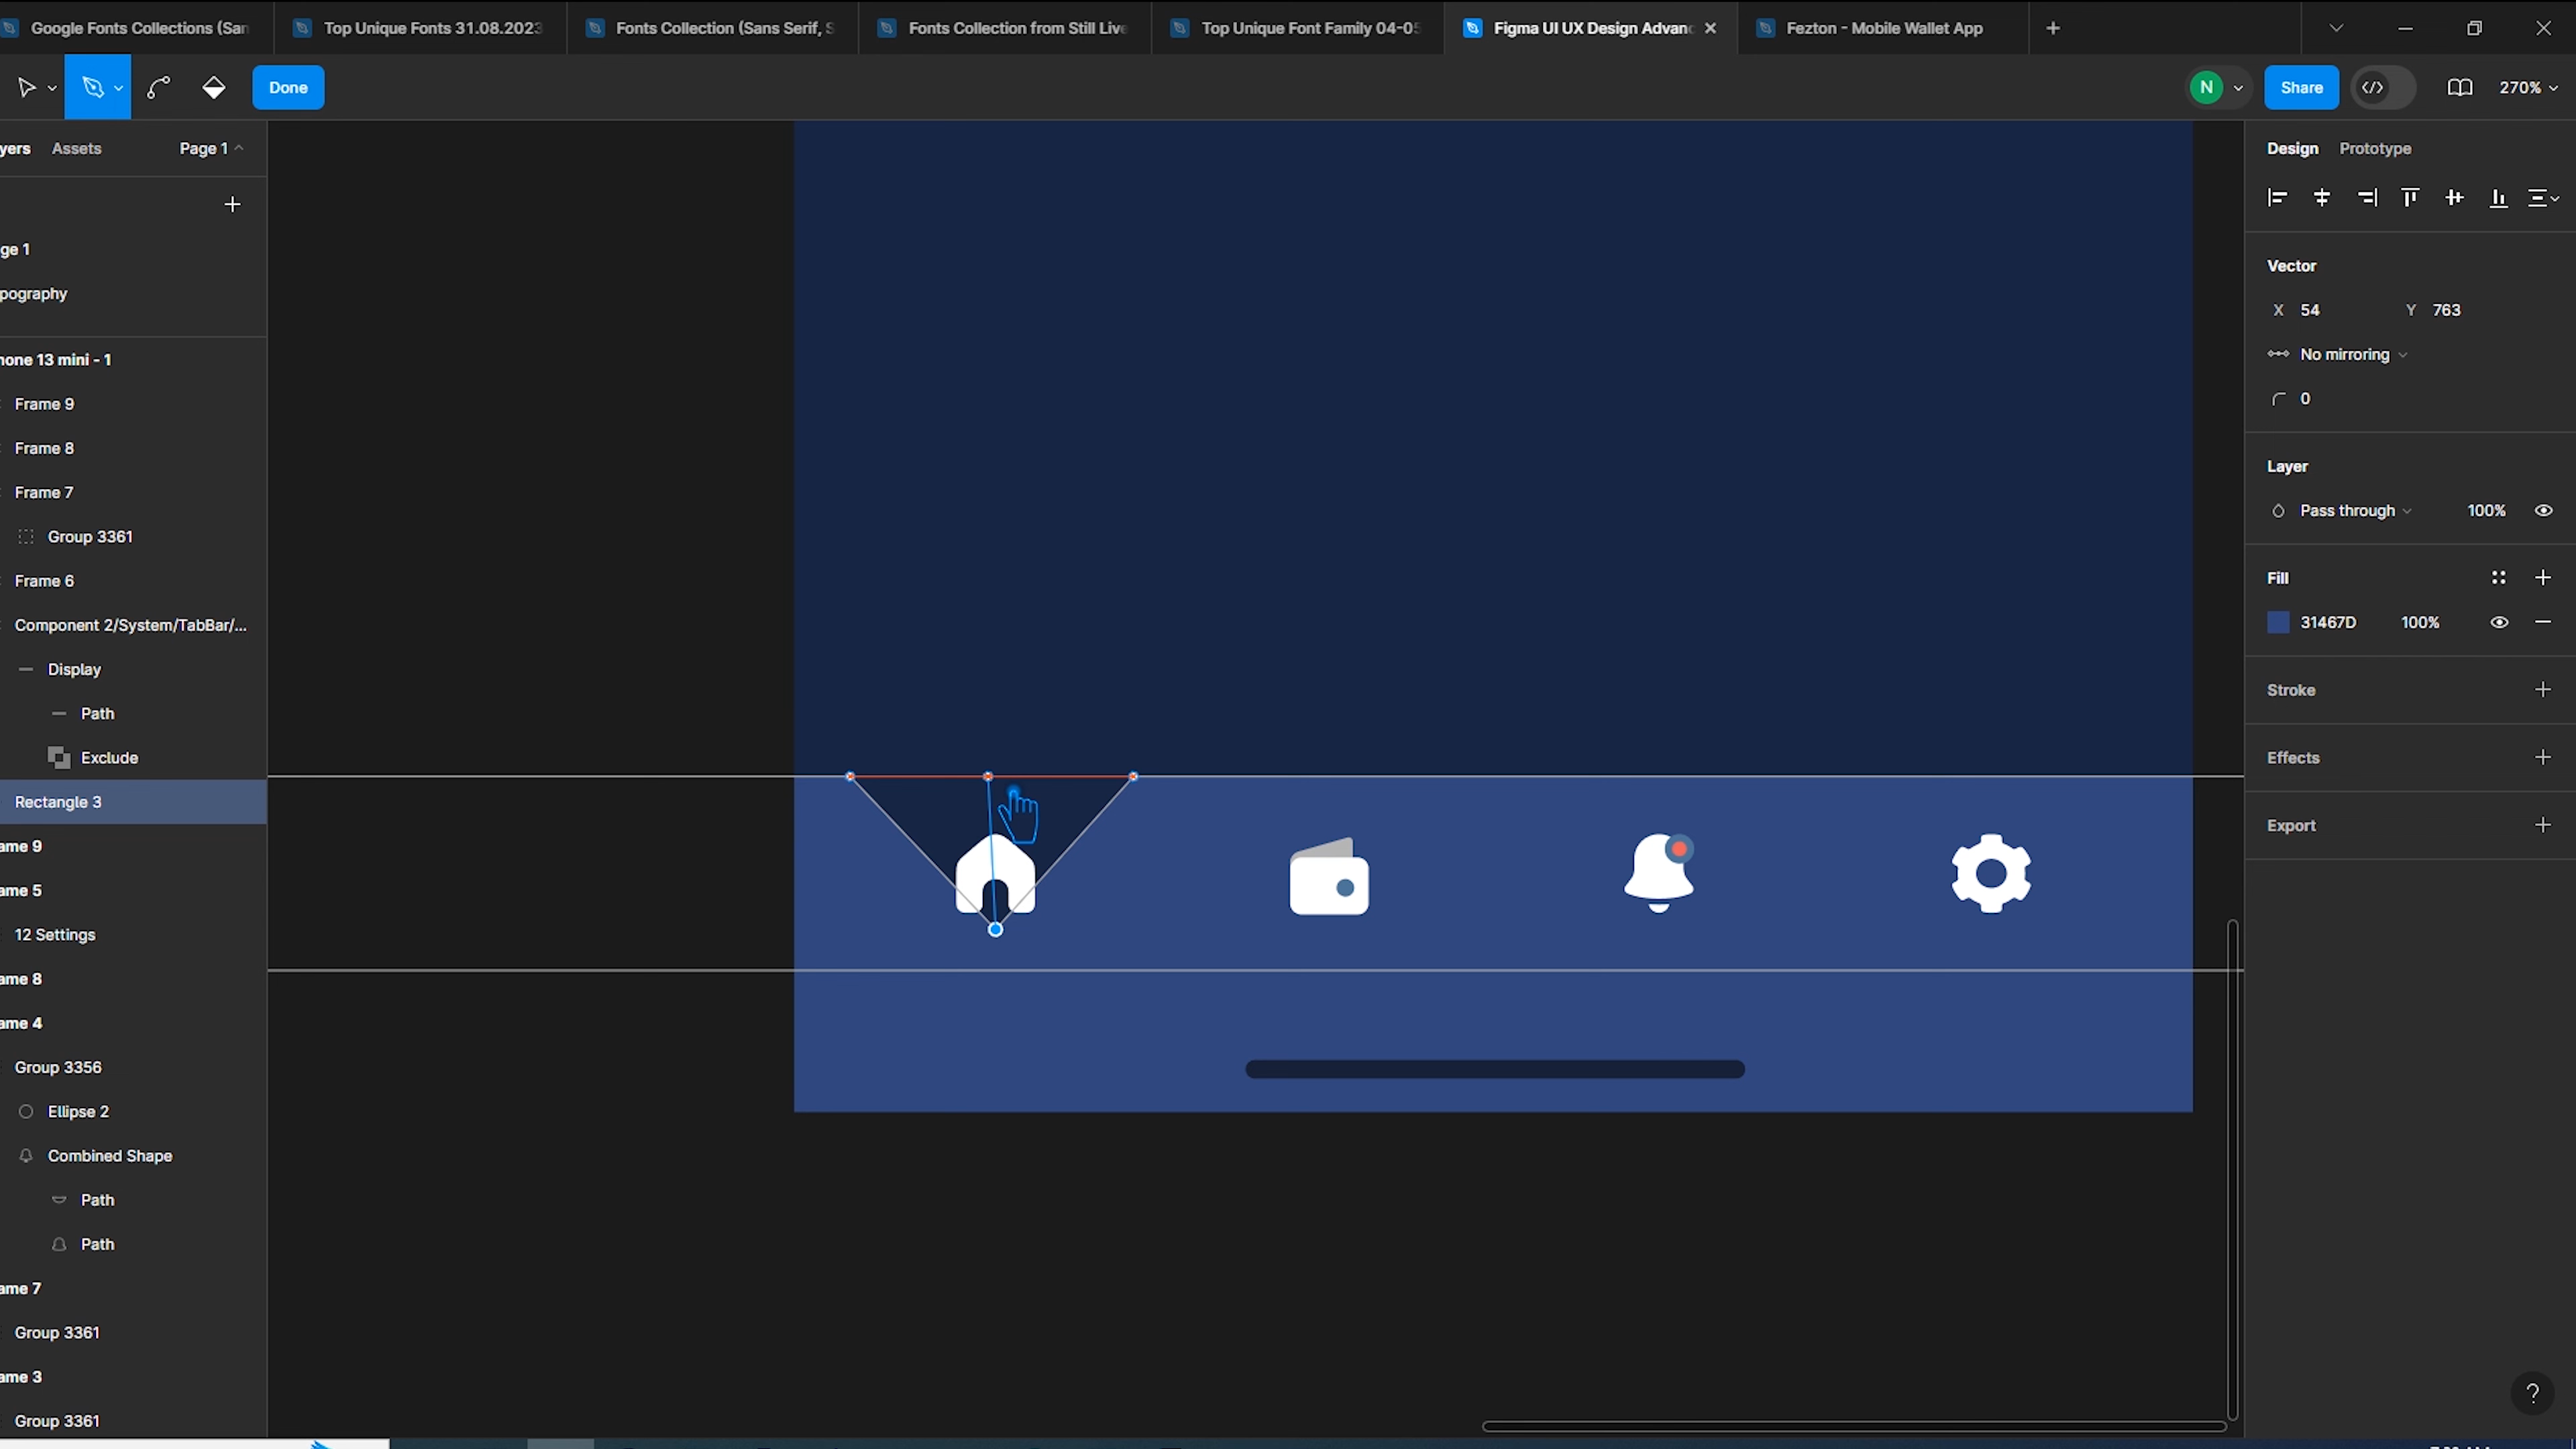 Google Fonts Collections (San
Top Unique Fonts 31.08.2023
Fonts Collection (Sans Serif, S
Fonts Collection from Still Live
Top Unique Font Family 04-05
Figma UI UX Design Advanc
Fezton - Mobile Wallet App
Done
N
Share
270%
yers
Assets
Page 1
ge 1
pography
hone 13 mini - 1
Frame 9
Frame 8
Frame 7
Group 3361
Frame 6
Component 2/System/TabBar/...
Display
Path
Exclude
Rectangle 3
ame 9
ame 5
12 Settings
ame 8
ame 4
Group 3356
Ellipse 2
Combined Shape
Path
Path
ame 7
Group 3361
ame 3
Group 3361
Design
Prototype
Vector
X 54
Y 763
No mirroring
0
Layer
Pass through
100%
Fill
31467D
100%
Stroke
Effects
Export
?